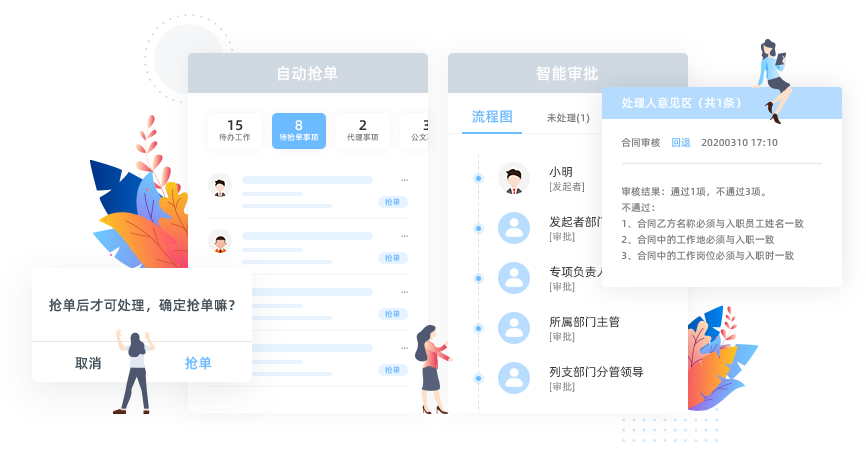 自动抢单
15
待办工作
8
待抢单事项
2
代理事项
抢单
抢单
抢单
抢单
抢单后才可处理，确定抢单嘛?
取消
抢单
智能审批
流程图
未处理(1)
小明
[发起者]
发起者部
[审批]
专项负责人
[审批]
所属部门主管
[审批]
列支部门分管领导
[审批]
处理人意见区（共1条）
合同审核 回退 20200310 17:10
审核结果：通过1项，不通过3项。
不通过：
1、合同乙方名称必须与入职员工姓名一致
2、合同中的工作地必须与入职一致
3、合同中的工作岗位必须与入职时一致